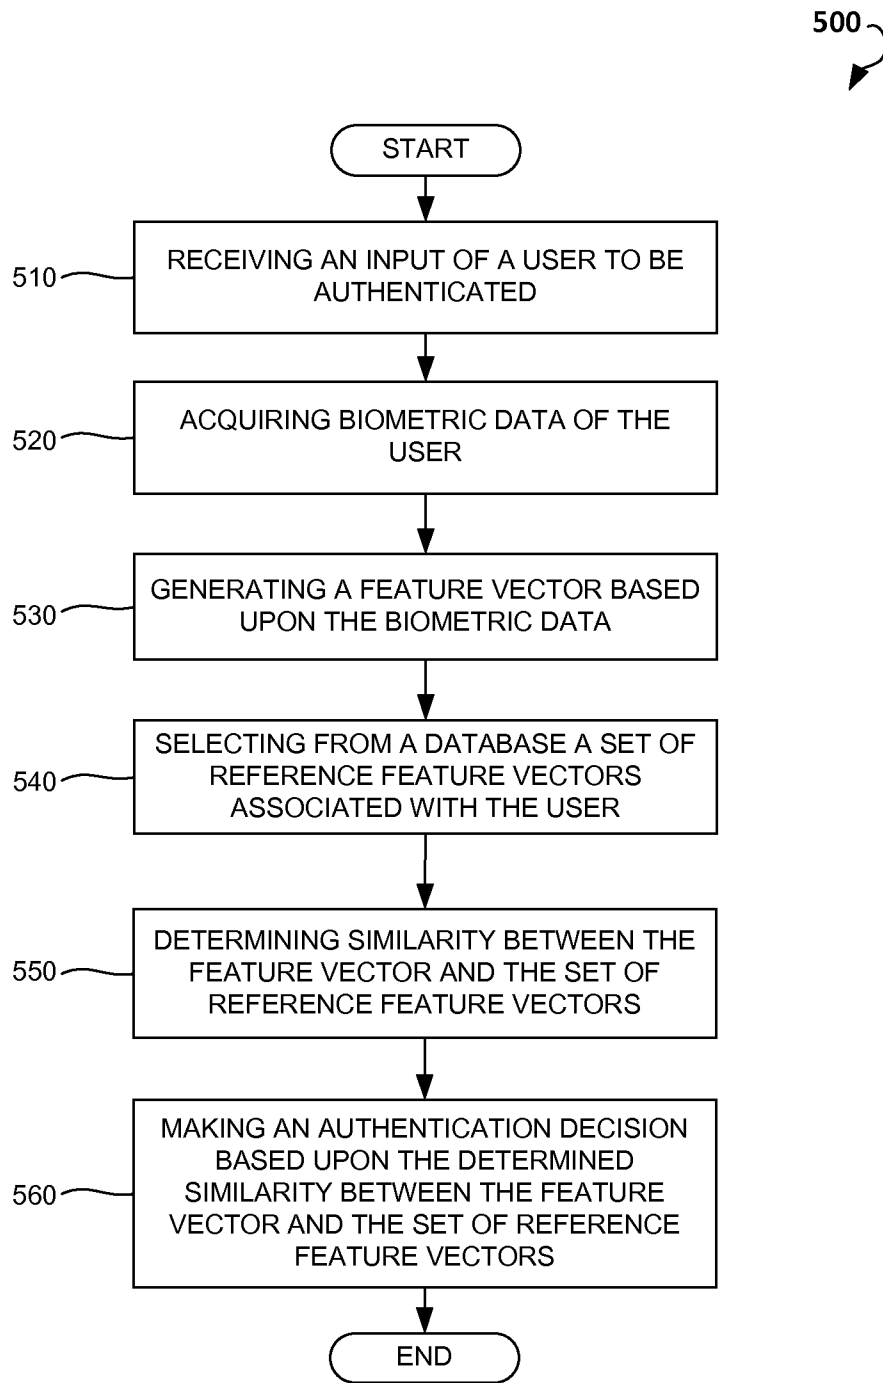 500
START
510
RECEIVING AN INPUT OF A USER TO BE
AUTHENTICATED
520
ACQUIRING BIOMETRIC DATA OF THE
USER
530
GENERATING A FEATURE VECTOR BASED
UPON THE BIOMETRIC DATA
540
SELECTING FROM A DATABASE A SET OF
REFERENCE FEATURE VECTORS
ASSOCIATED WITH THE USER
550
DETERMINING SIMILARITY BETWEEN THE
FEATURE VECTOR AND THE SET OF
REFERENCE FEATURE VECTORS
560
MAKING AN AUTHENTICATION DECISION
BASED UPON THE DETERMINED
SIMILARITY BETWEEN THE FEATURE
VECTOR AND THE SET OF REFERENCE
FEATURE VECTORS
END